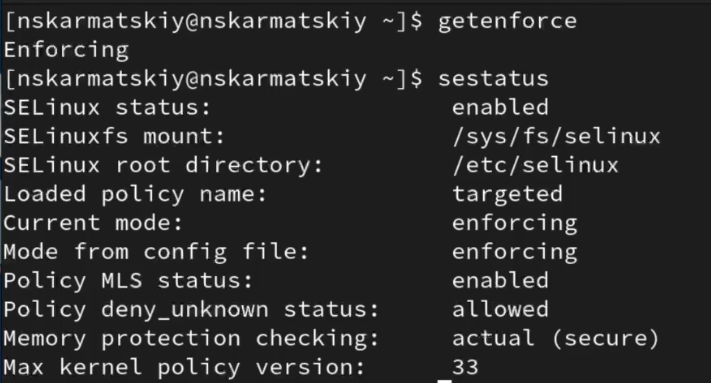 [nskarmatskiy@nskarmatskiy ~]$ getenforce
Enforcing
[nskarmatskiy@nskarmatskiy ~]$ sestatus
SELinux status:                 enabled
SELinuxfs mount:                /sys/fs/selinux
SELinux root directory:         /etc/selinux
Loaded policy name:             targeted
Current mode:                   enforcing
Mode from config file:          enforcing
Policy MLS status:              enabled
Policy deny_unknown status:     allowed
Memory protection checking:     actual (secure)
Max kernel policy version:      33